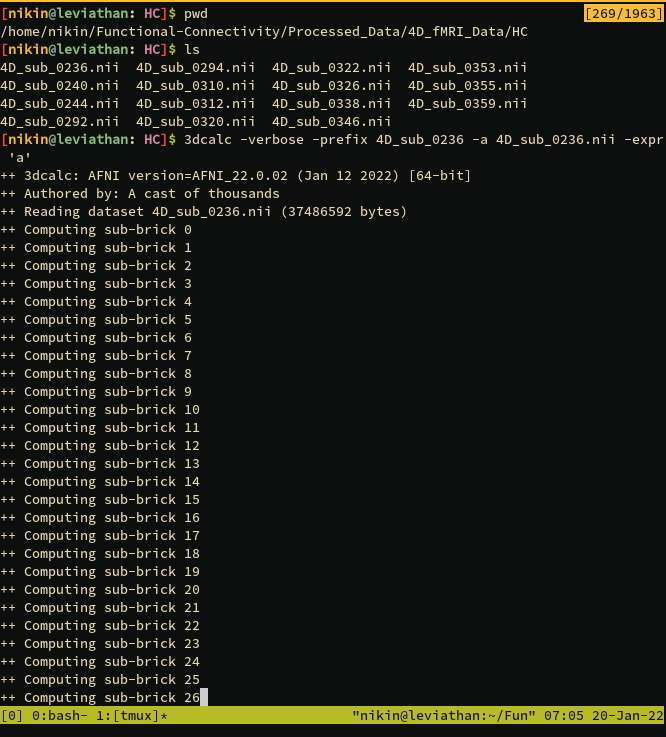 [nikin@leviathan: HC]$ pwd [269/1963]
/home/nikin/Functional-Connectivity/Processed_Data/4D_fMRI_Data/HC
[nikin@leviathan: HC]$ ls
4D_sub_0236.nii 4D_sub_0294.nii 4D_sub_0322.nii 4D_sub_0353.nii
4D_sub_0240.nii 4D_sub_0310.nii 4D_sub_0326.nii 4D_sub_0355.nii
4D_sub_0244.nii 4D_sub_0312.nii 4D_sub_0338.nii 4D_sub_0359.nii
4D_sub_0292.nii 4D_sub_0320.nii 4D_sub_0346.nii
[nikin@leviathan: HC]$ 3dcalc -verbose -prefix 4D_sub_0236 -a 4D_sub_0236.nii -expr
'a'
++ 3dcalc: AFNI version=AFNI_22.0.02 (Jan 12 2022) [64-bit]
++ Authored by: A cast of thousands
++ Reading dataset 4D_sub_0236.nii (37486592 bytes)
++ Computing sub-brick 0
++ Computing sub-brick 1
++ Computing sub-brick 2
++ Computing sub-brick 3
++ Computing sub-brick 4
++ Computing sub-brick 5
++ Computing sub-brick 6
++ Computing sub-brick 7
++ Computing sub-brick 8
++ Computing sub-brick 9
++ Computing sub-brick 10
++ Computing sub-brick 11
++ Computing sub-brick 12
++ Computing sub-brick 13
++ Computing sub-brick 14
++ Computing sub-brick 15
++ Computing sub-brick 16
++ Computing sub-brick 17
++ Computing sub-brick 18
++ Computing sub-brick 19
++ Computing sub-brick 20
++ Computing sub-brick 21
++ Computing sub-brick 22
++ Computing sub-brick 23
++ Computing sub-brick 24
++ Computing sub-brick 25
++ Computing sub-brick 26
[0] 0:bash- 1:[tmux]* "nikin@leviathan:~/Fun" 07:05 20-Jan-22